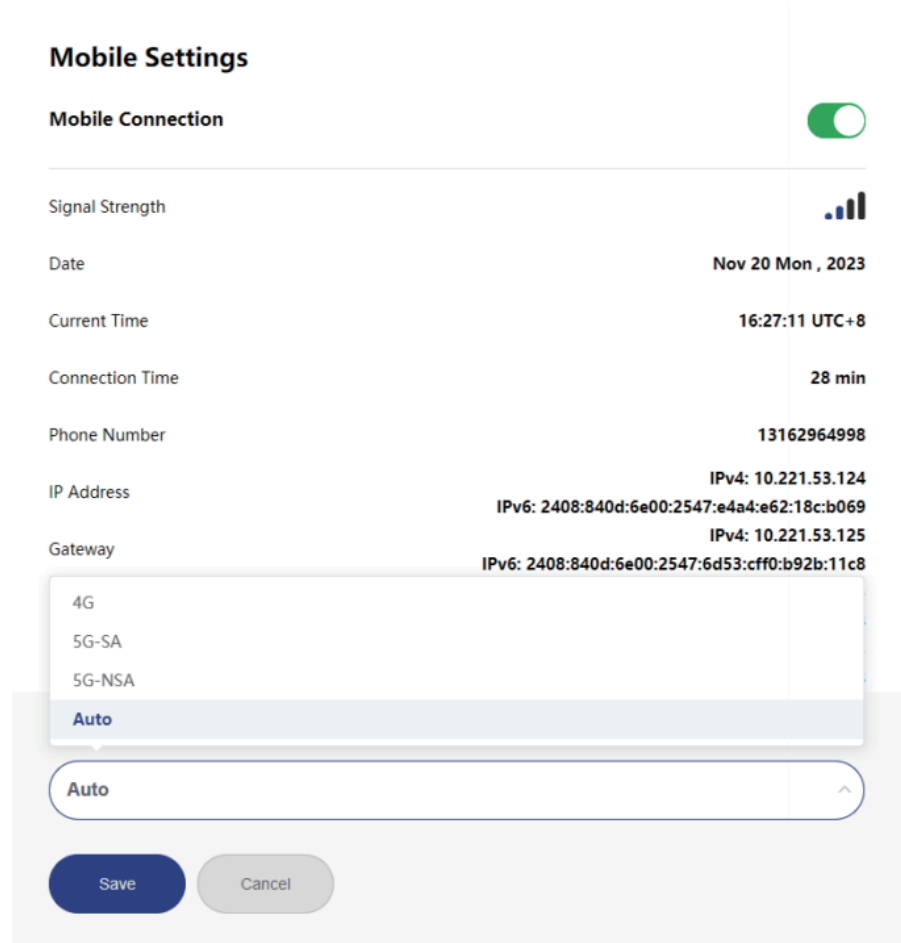 Mobile Settings
Mobile Connection
Signal Strength
Date Nov 20 Mon , 2023
Current Time 16:27:11 UTC+8
Connection Time 28 min
Phone Number 13162964998
IP Address IPv4: 10.221.53.124
IPv6: 2408:840d:6e00:2547:e4a4:e62:18c:b069
Gateway IPv4: 10.221.53.125
IPv6: 2408:840d:6e00:2547:6d53:cff0:b92b:11c8
4G
5G-SA
5G-NSA
Auto
Auto
Save Cancel